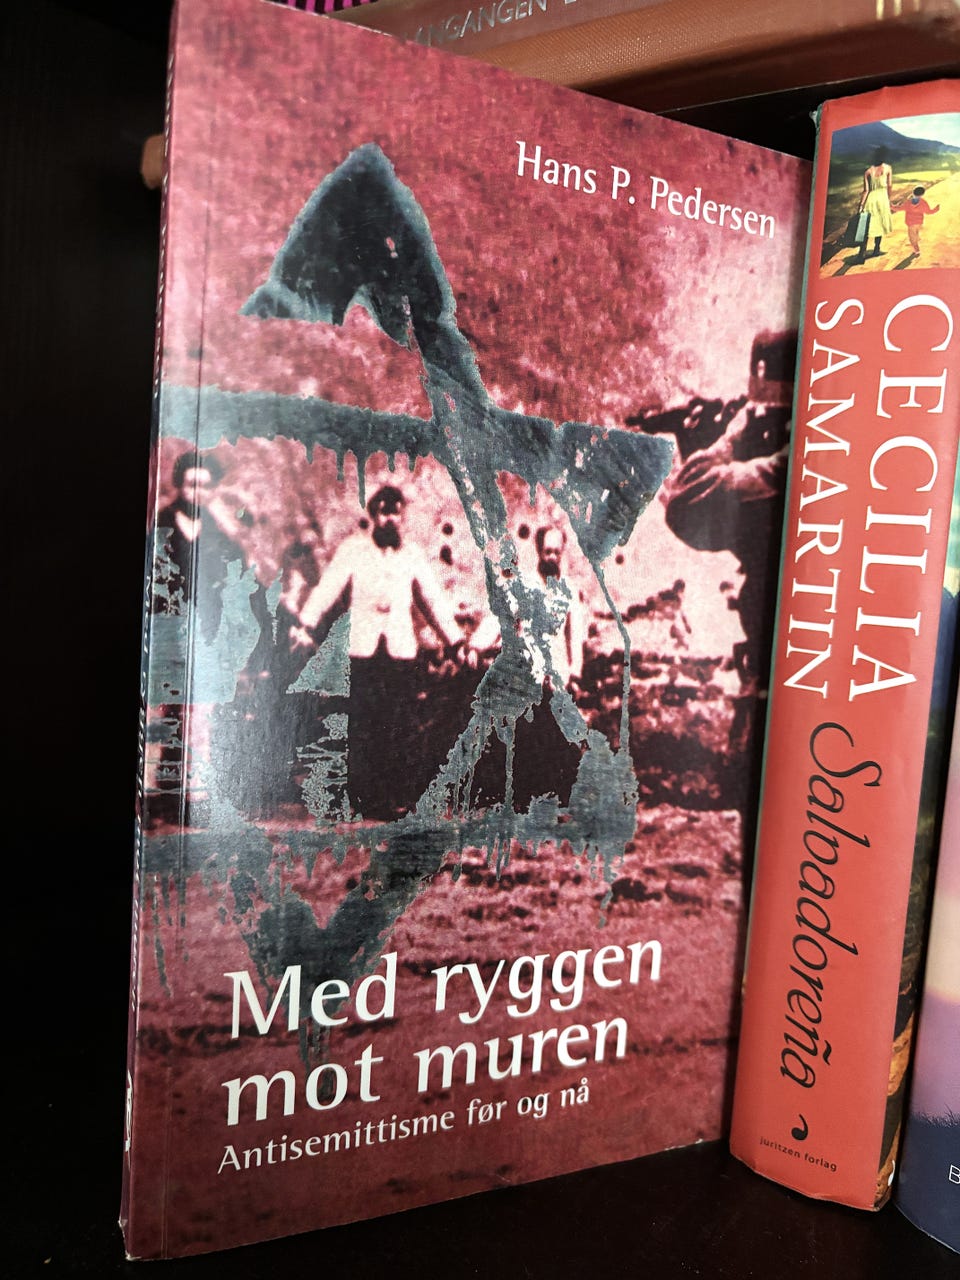 Hans P. Pedersen
Med ryggen
mot muren
Antisemittisme før og nå
CECILIA
SAMARTIN
Salvadoreña
juritzen forlag